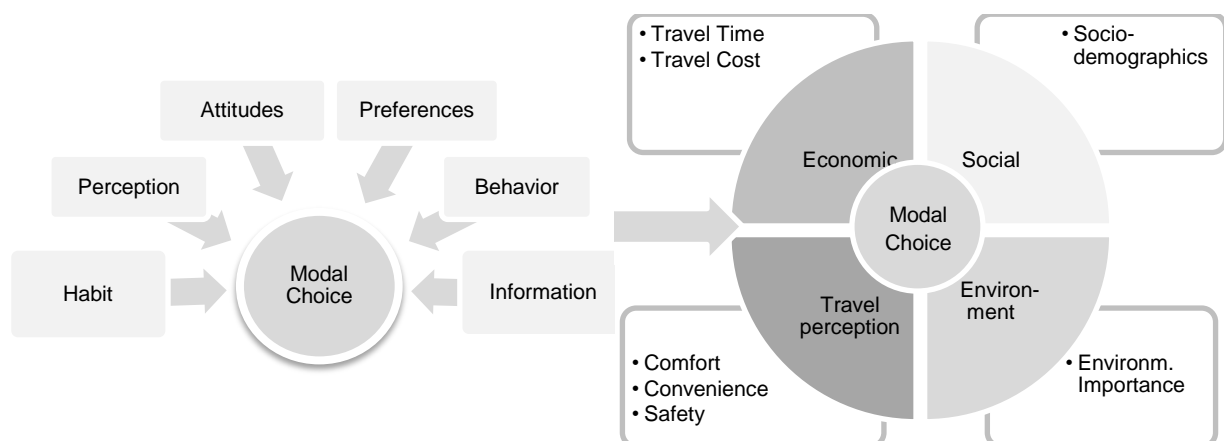 Attitudes
Preferences
Perception
Behavior
Habit
Modal
Choice
Information
• Travel Time
• Travel Cost
• Socio-
demographics
Economic
Social
Modal
Choice
Travel
perception
Environ-
ment
• Comfort
• Convenience
• Safety
• Environm.
Importance